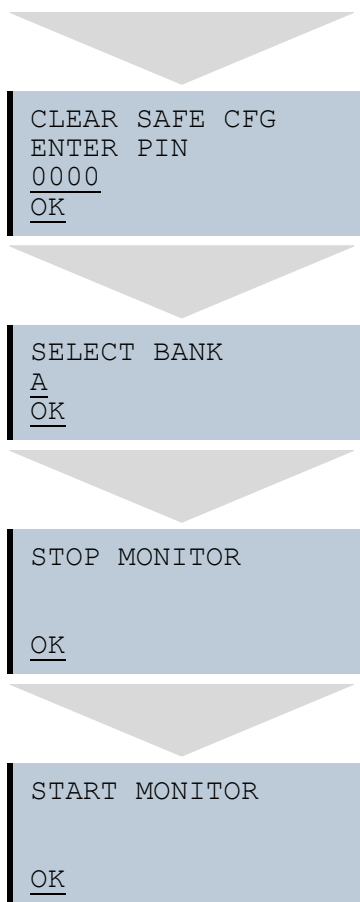 CLEAR SAFE CFG
ENTER PIN
0000
OK
SELECT BANK
A
OK
STOP MONITOR
OK
START MONITOR
OK